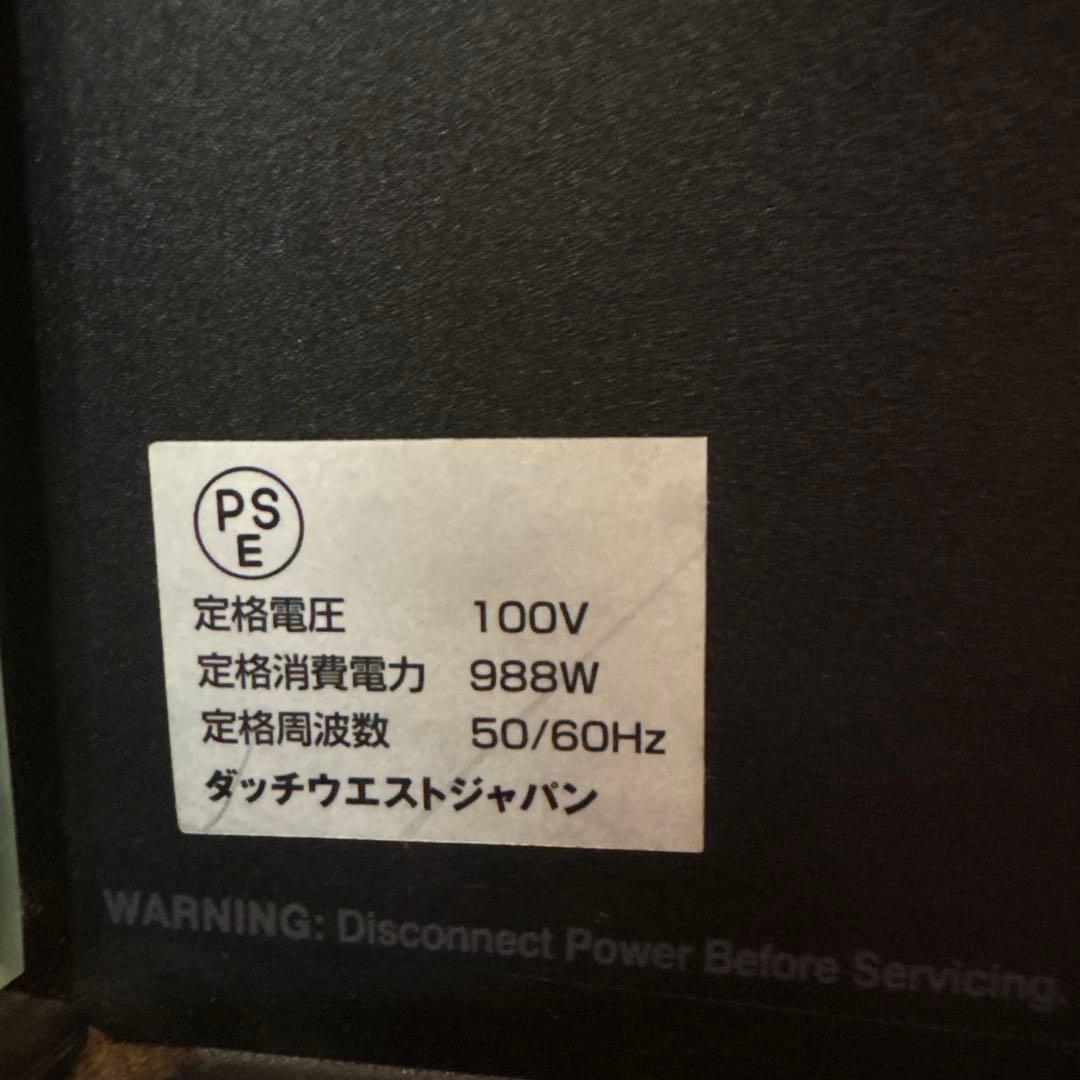 PS
E
定格電圧 100V
定格消費電力 988W
定格周波数 50/60Hz
ダッチウエストジャパン
WARNING: Disconnect Power Before Servicing.